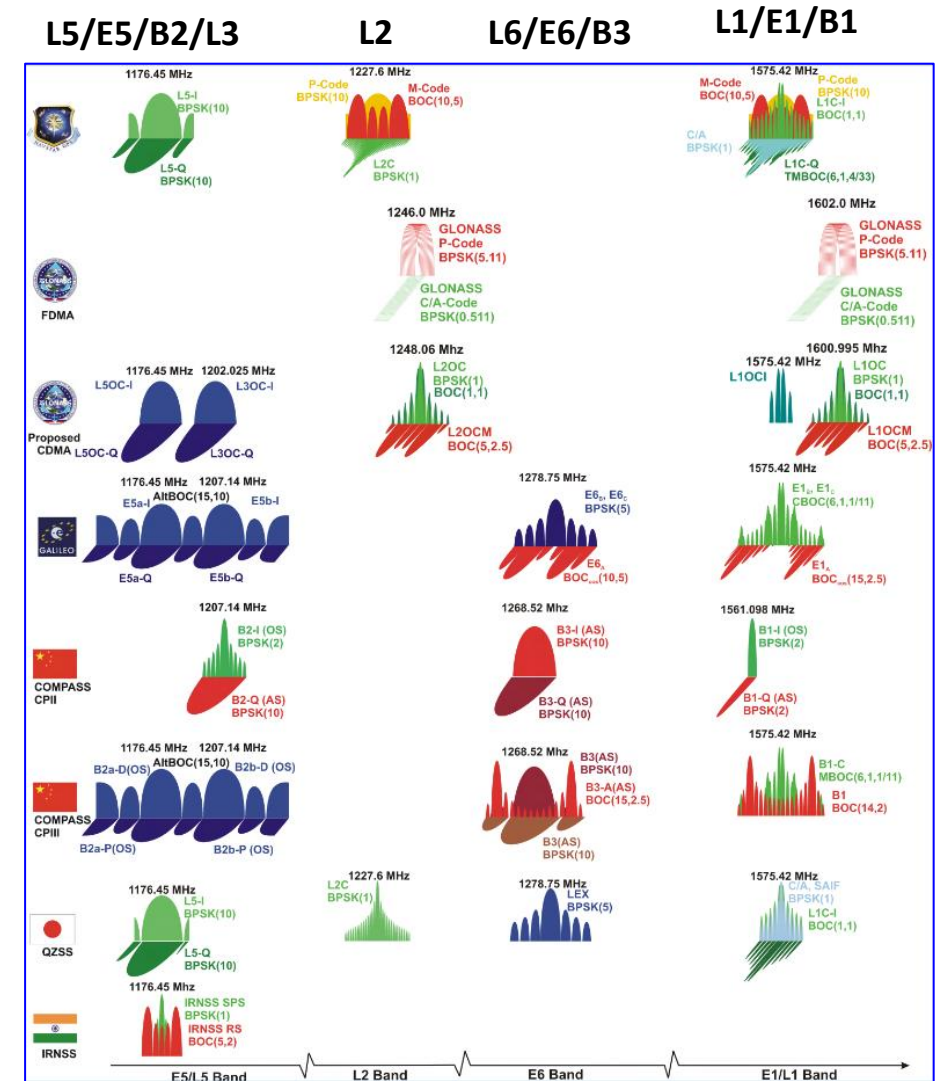 L5/E5/B2/L3
L2
L6/E6/B3
L1/E1/B1
1176.45 MHz
L5-I
BPSK(10)
L5-Q
BPSK(10)
1227.6 MHz
P-Code
BPSK(10)
M-Code
BOC(10,5)
L2C
BPSK(1)
1575.42 MHz
M-Code
BOC(10,5)
P-Code
BPSK(10)
L1C-I
BOC(1,1)
C/A
BPSK(1)
L1C-Q
TMBOC(6,1,4/33)
GLONASS
FDMA
1246.0 MHz
GLONASS
P-Code
BPSK(5.11)
GLONASS
C/A-Code
BPSK(0.511)
1602.0 MHz
GLONASS
P-Code
BPSK(5.11)
GLONASS
C/A-Code
BPSK(0.511)
GLONASS
Proposed
CDMA
1176.45 MHz
1202.025 MHz
L5OC-I
L3OC-I
L5OC-Q
L3OC-Q
1248.06 Mhz
L2OC
BPSK(1)
BOC(1,1)
L2OCM
BOC(5,2.5)
1575.42 MHz
L1OCI
1600.995 Mhz
L1OC
BPSK(1)
BOC(1,1)
L1OCM
BOC(5,2.5)
GALILEO
1176.45 MHz
1207.14 MHz
AltBOC(15,10)
E5a-I
E5b-I
E5a-Q
E5b-Q
1278.75 MHz
E6B, E6C
BPSK(5)
E6A
BOC (10,5)
1575.42 MHz
E1B, E1C
CBOC(6,1,1/11)
E1A
BOC (15,2.5)
COMPASS
CPII
1207.14 MHz
B2-I (OS)
BPSK(2)
B2-Q (AS)
BPSK(10)
1268.52 MHz
B3-I (AS)
BPSK(10)
B3-Q (AS)
BPSK(10)
1561.098 MHz
B1-I (OS)
BPSK(2)
B1-Q (AS)
BPSK(2)
COMPASS
CPIII
1176.45 MHz
1207.14 MHz
AltBOC(15,10)
B2a-D(OS)
B2b-D (OS)
B2a-P(OS)
B2b-P (OS)
1268.52 Mhz
B3(AS)
BPSK(10)
B3-A(AS)
BOC(15,2.5)
B3(AS)
BPSK(10)
1575.42 MHz
B1-C
MBOC(6,1,1/11)
B1
BOC(14,2)
QZSS
1176.45 MHz
L5-I
BPSK(10)
L5-Q
BPSK(10)
1227.6 MHz
L2C
BPSK(1)
1278.75 MHz
LEX
BPSK(5)
1575.42 MHz
C/A, SAIF
BPSK(1)
L1C-I
BOC(1,1)
IRNSS
1176.45 MHz
IRNSS SPS
BPSK(1)
IRNSS RS
BOC(5,2)
E5/L5 Band
L2 Band
E6 Band
E1/L1 Band